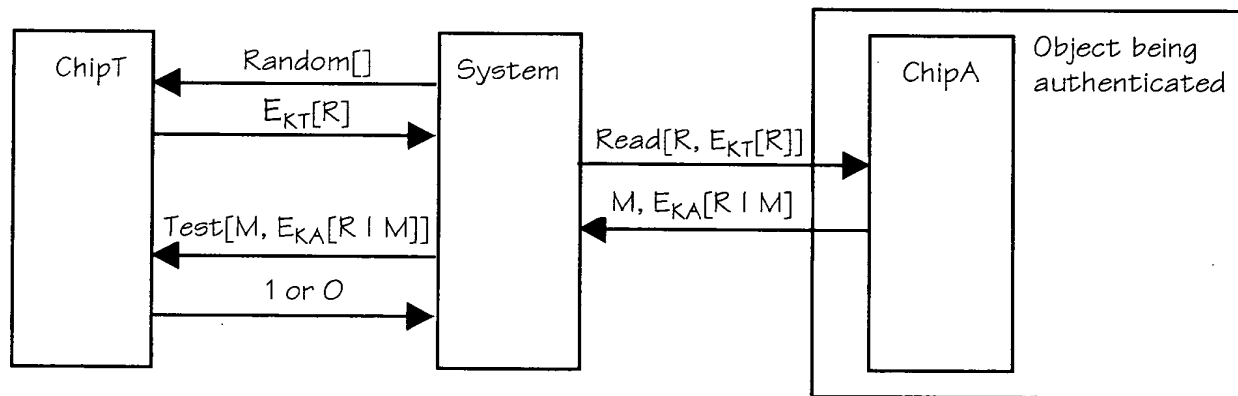 ChipT
Random[]
E_KT[R]
Test[M, E_KA[R | M]]
1 or 0
System
Read[R, E_KT[R]]
M, E_KA[R | M]
ChipA
Object being
authenticated